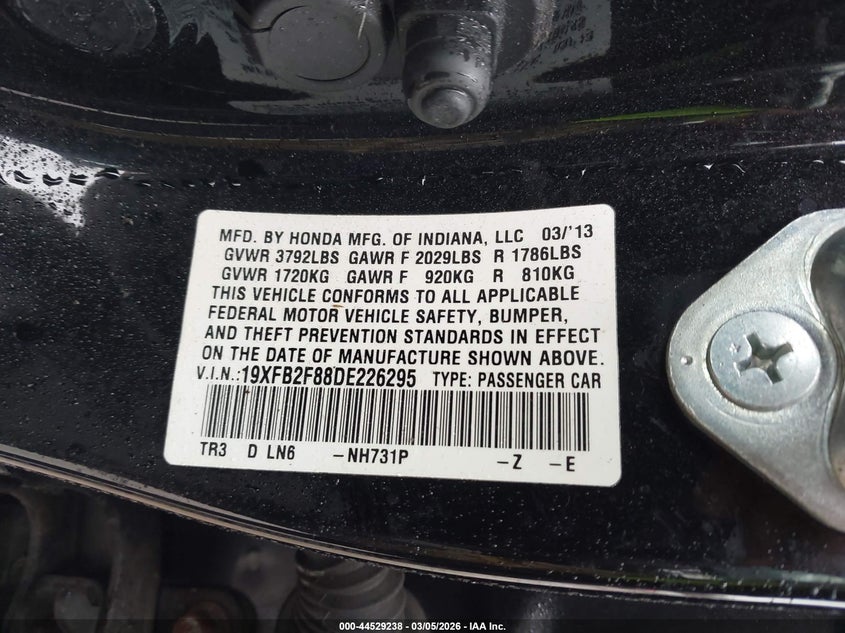 MFD. BY HONDA MFG. OF INDIANA, LLC 03/'13
GVWR 3792LBS GAWR F 2029LBS R 1786LBS
GVWR 1720KG GAWR F 920KG R 810KG
THIS VEHICLE CONFORMS TO ALL APPLICABLE
FEDERAL MOTOR VEHICLE SAFETY, BUMPER,
AND THEFT PREVENTION STANDARDS IN EFFECT
ON THE DATE OF MANUFACTURE SHOWN ABOVE.
V.I.N.:19XFB2F88DE226295 TYPE: PASSENGER CAR
TR3 D LN6 -NH731P -Z -E
000-44529238 - 03/05/2026 - IAA Inc.